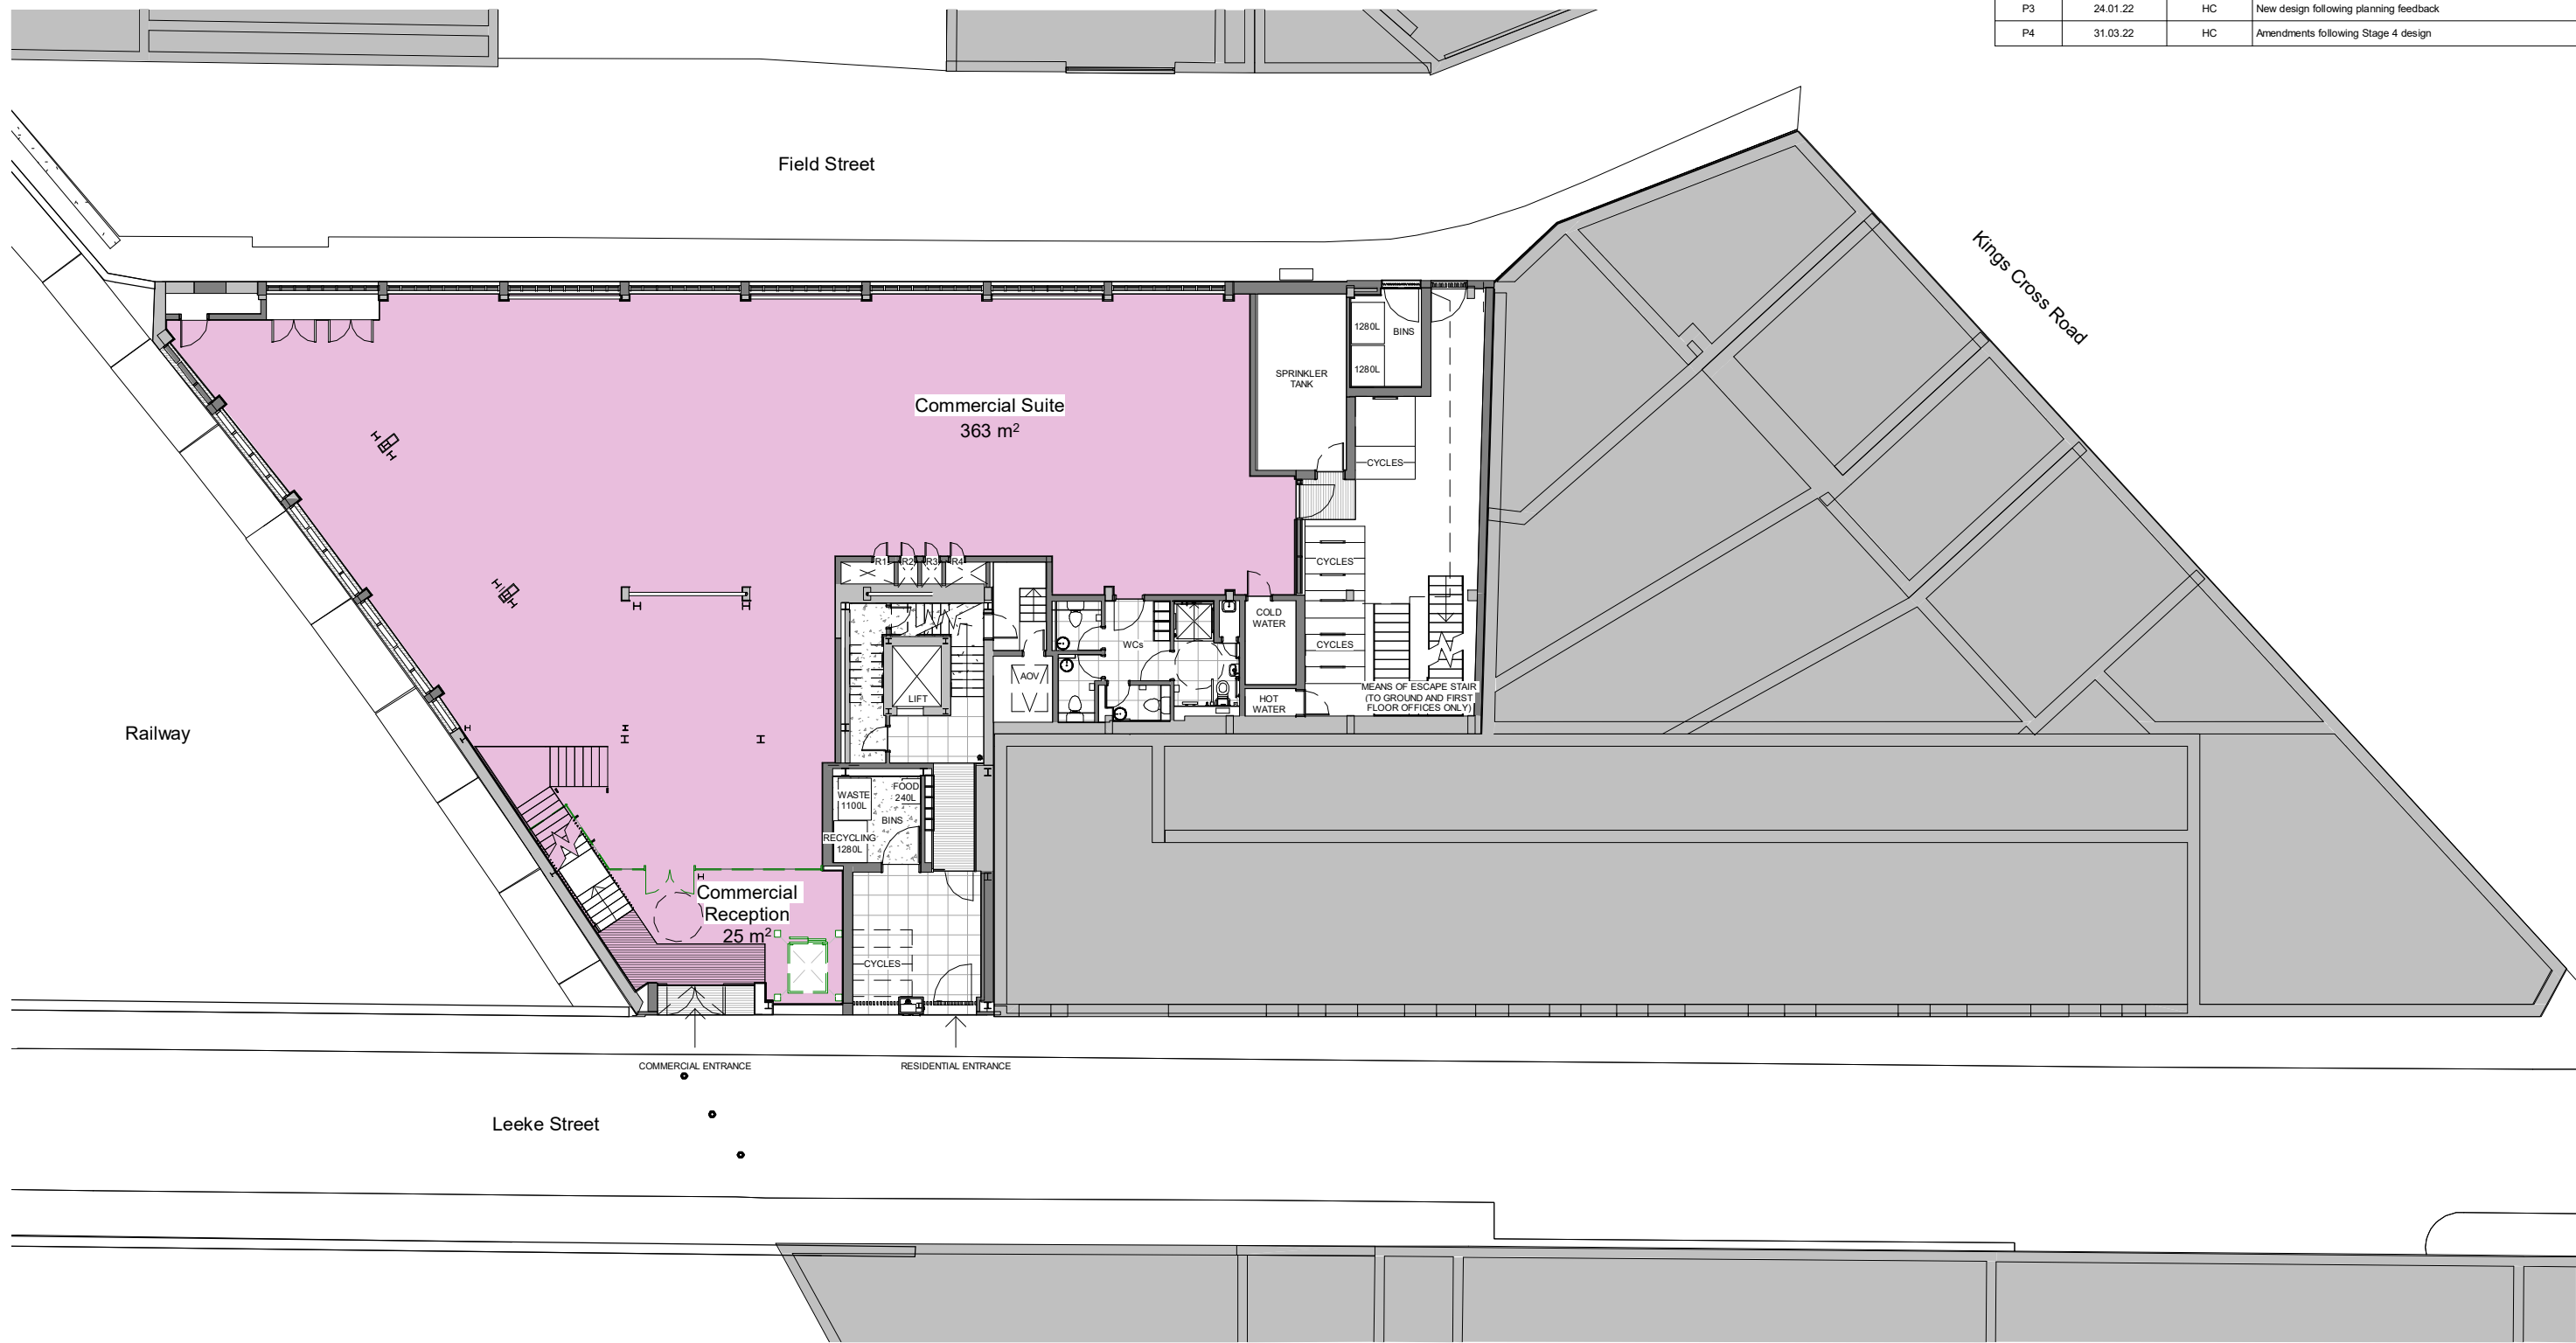 P3 24.01.22 HC New design following planning feedback
P4 31.03.22 HC Amendments following Stage 4 design
Field Street
Kings Cross Road
1280L
BINS
1280L
SPRINKLER
TANK
Commercial Suite
363 m²
CYCLES
R1
R2
R3
R4
CYCLES
COLD
WATER
WCs
CYCLES
AOV
LIFT
HOT
WATER
MEANS OF ESCAPE STAIR
(TO GROUND AND FIRST
FLOOR OFFICES ONLY)
Railway
WASTE
1100L
FOOD
240L
BINS
RECYCLING
1280L
Commercial
Reception
25 m²
CYCLES
COMMERCIAL ENTRANCE
RESIDENTIAL ENTRANCE
Leeke Street